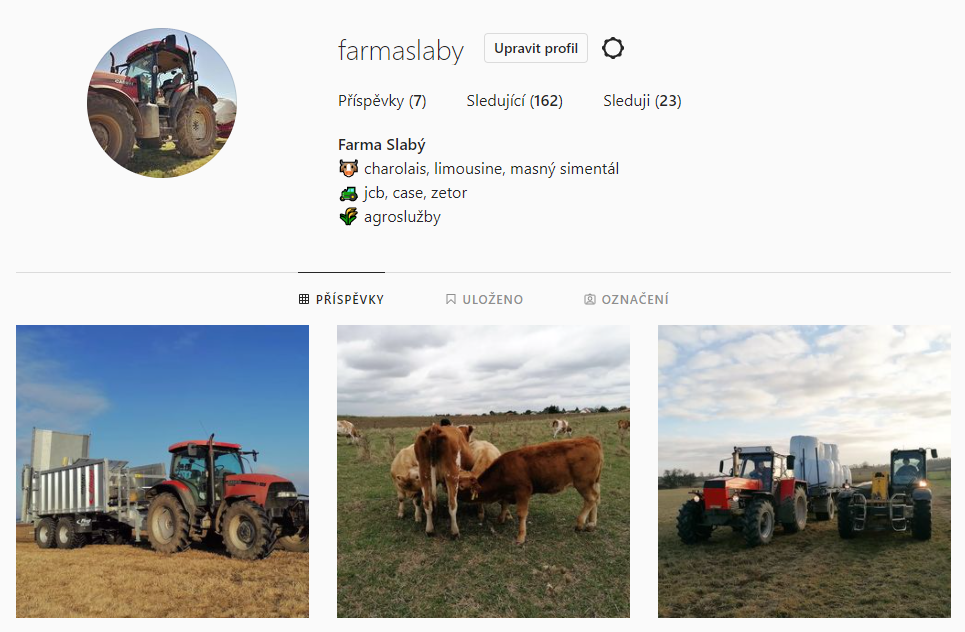 farmaslaby
Upravit profil
Příspěvky (7)
Sledující (162)
Sleduji (23)
Farma Slabý
charolais, limousine, masný simentál
jcb, case, zetor
agroslužby
PŘÍSPĚVKY
ULOŽENO
OZNAČENÍ